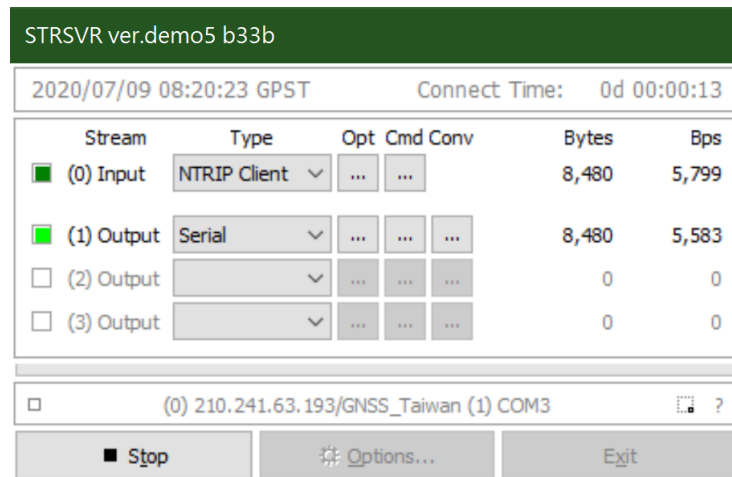 STRSVR ver.demo5 b33b
2020/07/09 08:20:23 GPST Connect Time: 0d 00:00:13
Stream Type Opt Cmd Conv Bytes Bps
(0) Input NTRIP Client ... ... 8,480 5,799
(1) Output Serial ... ... ... 8,480 5,583
(2) Output ... ... ... 0 0
(3) Output ... ... ... 0 0
(0) 210.241.63.193/GNSS_Taiwan (1) COM3 ?
Stop Options... Exit